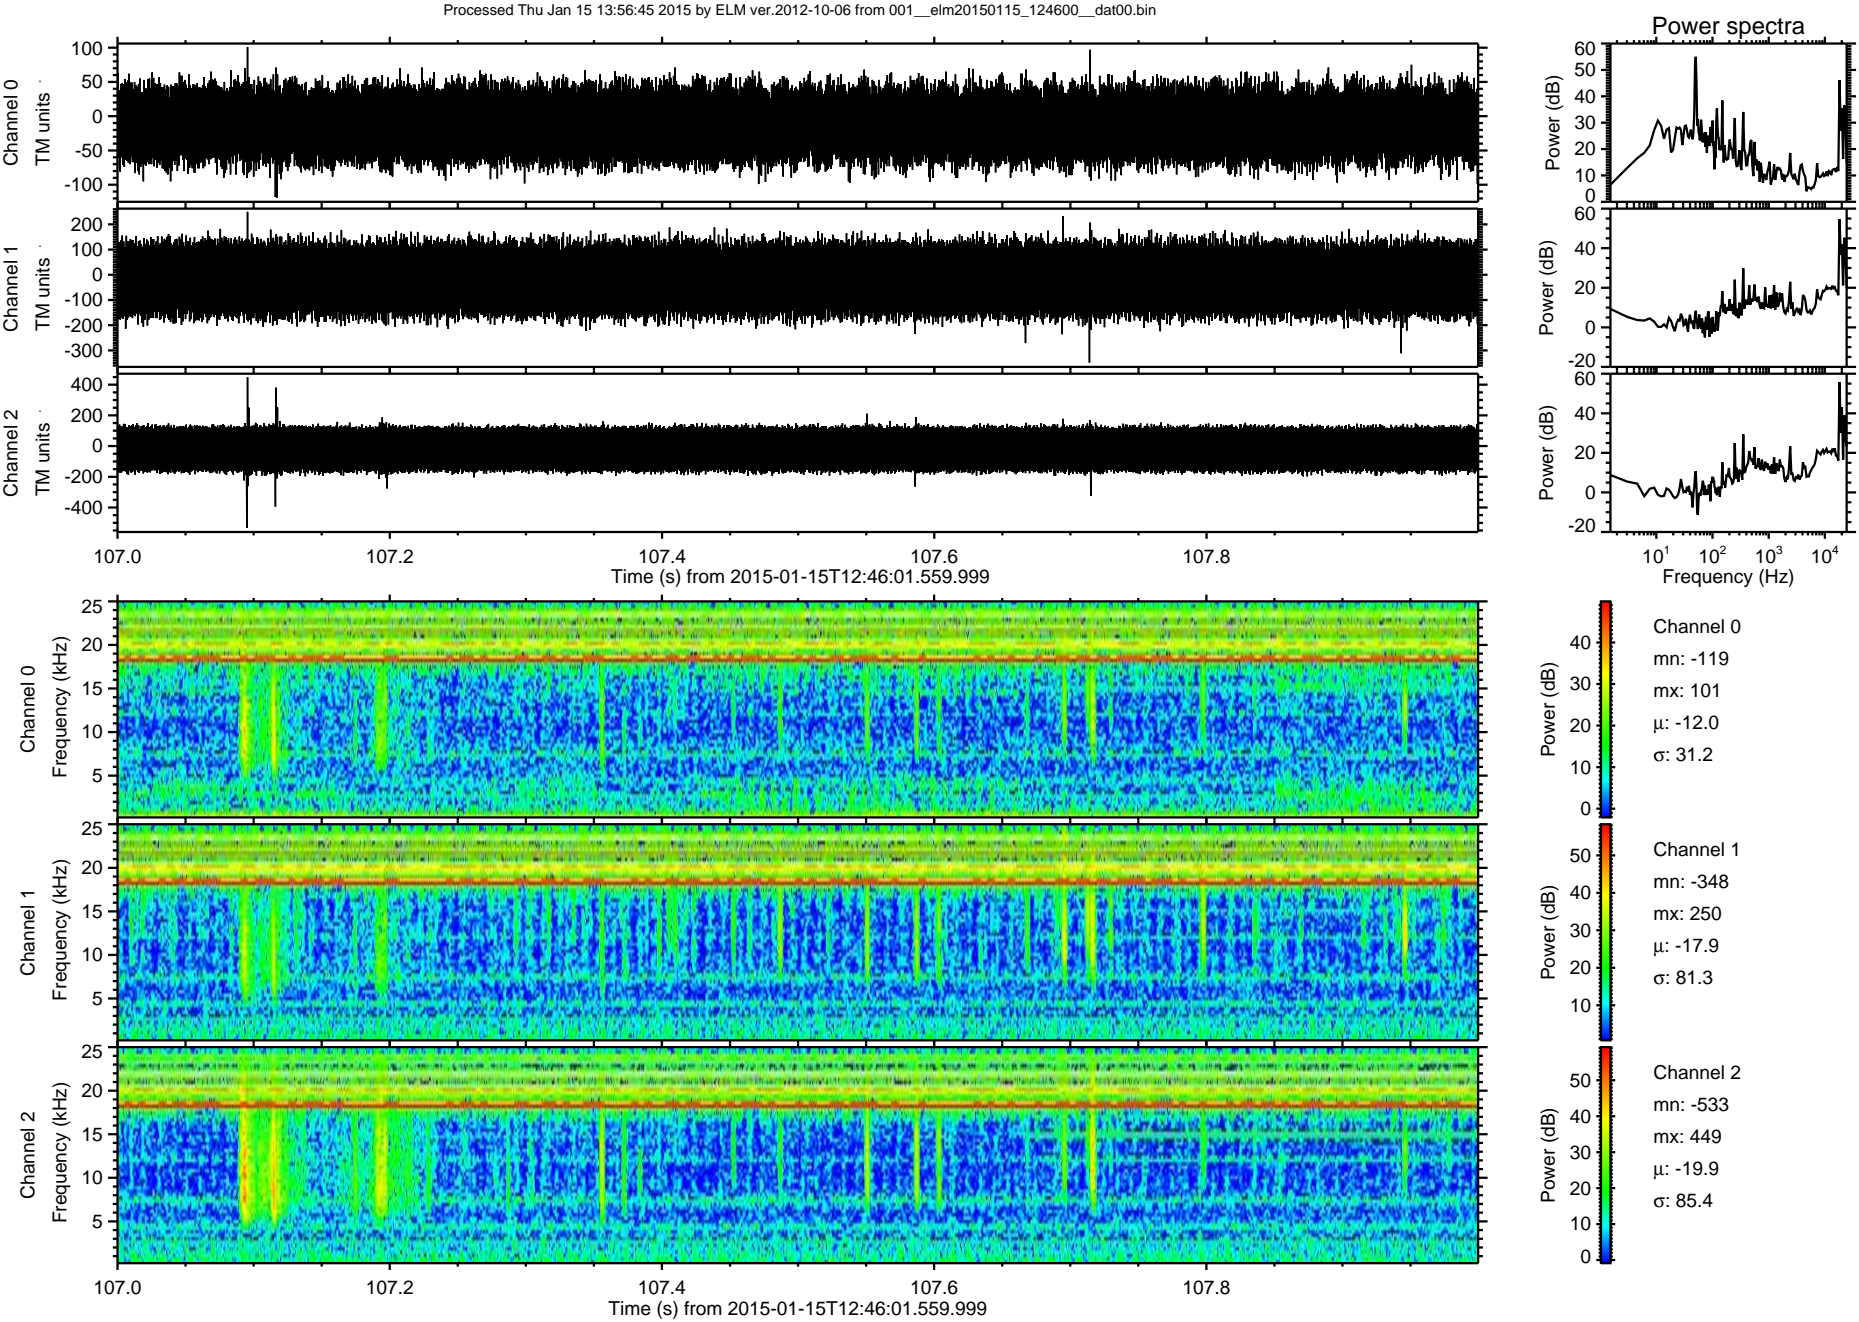 Processed Thu Jan 15 13:56:45 2015 by ELM ver.2012-10-06 from 001__elm20150115_124600__dat00.bin
Power spectra
Channel 0
TM units
100
50
0
-50
-100
Power (dB)
60
50
40
30
20
10
0
Channel 1
TM units
200
100
0
-100
-200
-300
Power (dB)
60
40
20
0
-20
Channel 2
TM units
400
200
0
-200
-400
Power (dB)
60
40
20
0
-20
107.0 107.2 107.4 107.6 107.8
Time (s) from 2015-01-15T12:46:01.559.999
10^1 10^2 10^3 10^4
Frequency (Hz)
Channel 0
Frequency (kHz)
25
20
15
10
5
Power (dB)
40
30
20
10
0
Channel 0
mn: -119
mx: 101
μ: -12.0
σ: 31.2
Channel 1
Frequency (kHz)
25
20
15
10
5
Power (dB)
50
40
30
20
10
Channel 1
mn: -348
mx: 250
μ: -17.9
σ: 81.3
Channel 2
Frequency (kHz)
25
20
15
10
5
Power (dB)
50
40
30
20
10
0
Channel 2
mn: -533
mx: 449
μ: -19.9
σ: 85.4
107.0 107.2 107.4 107.6 107.8
Time (s) from 2015-01-15T12:46:01.559.999